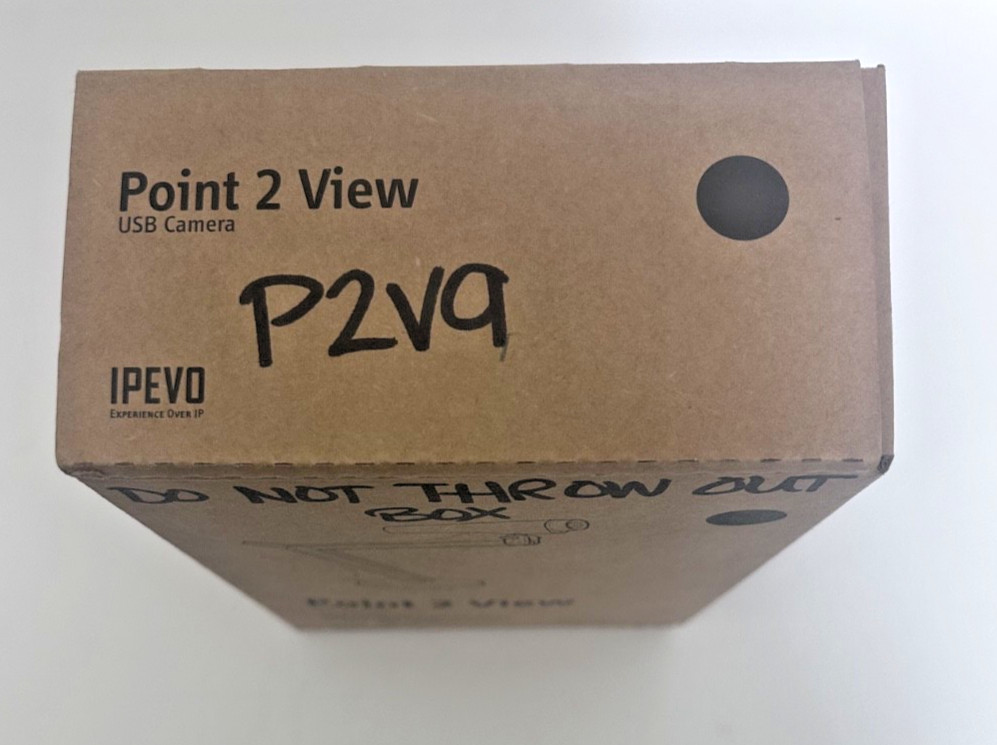 Point 2 View
USB Camera
P2V9
IPEVO
Experience Over IP
DO NOT THROW OUT
BOX
Point 2 View